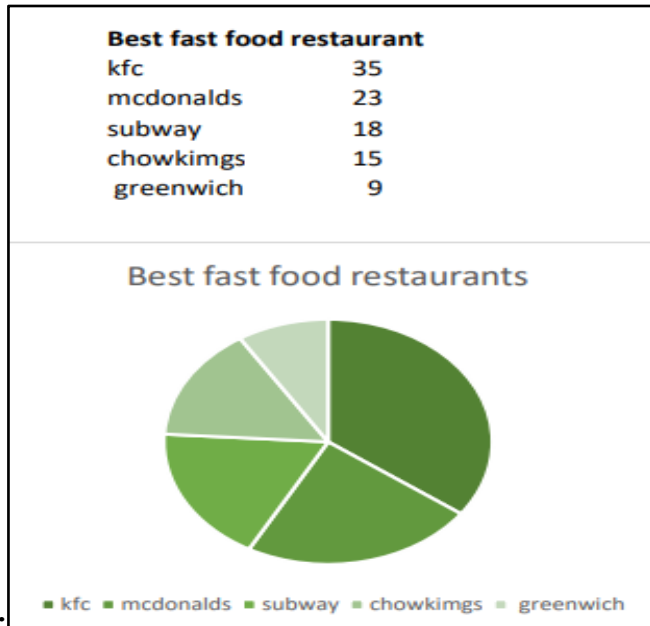 Best fast food restaurant
kfc 35
mcdonalds 23
subway 18
chowkimgs 15
greenwich 9
Best fast food restaurants
kfc mcdonalds subway chowkimgs greenwich
.